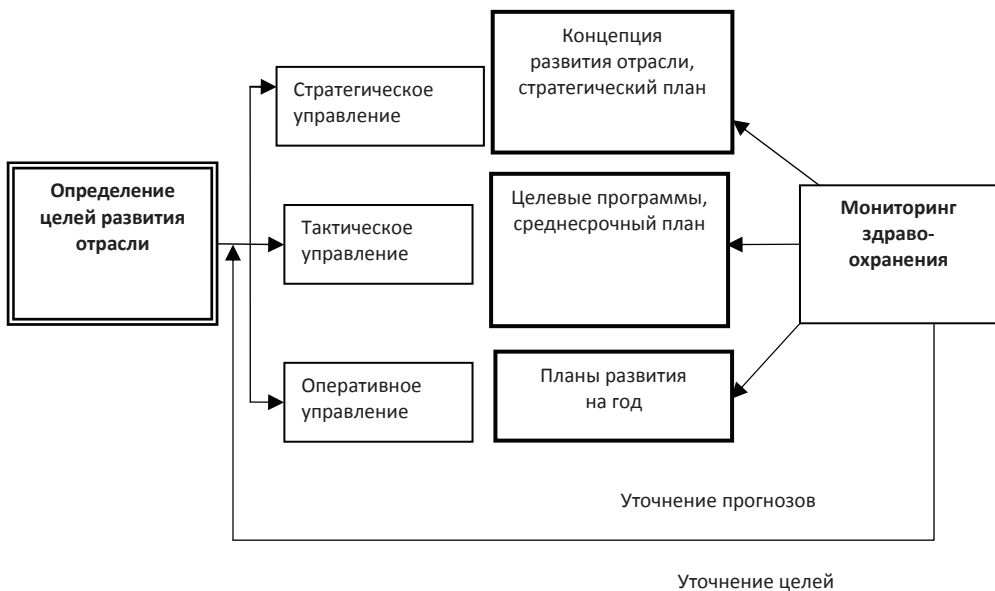 Концепция
развития отрасли,
стратегический план
Стратегическое
управление
Определение
целей развития
отрасли
Целевые программы,
среднесрочный план
Тактическое
управление
Мониторинг
здраво-
охранения
Планы развития
на год
Оперативное
управление
Уточнение прогнозов
Уточнение целей